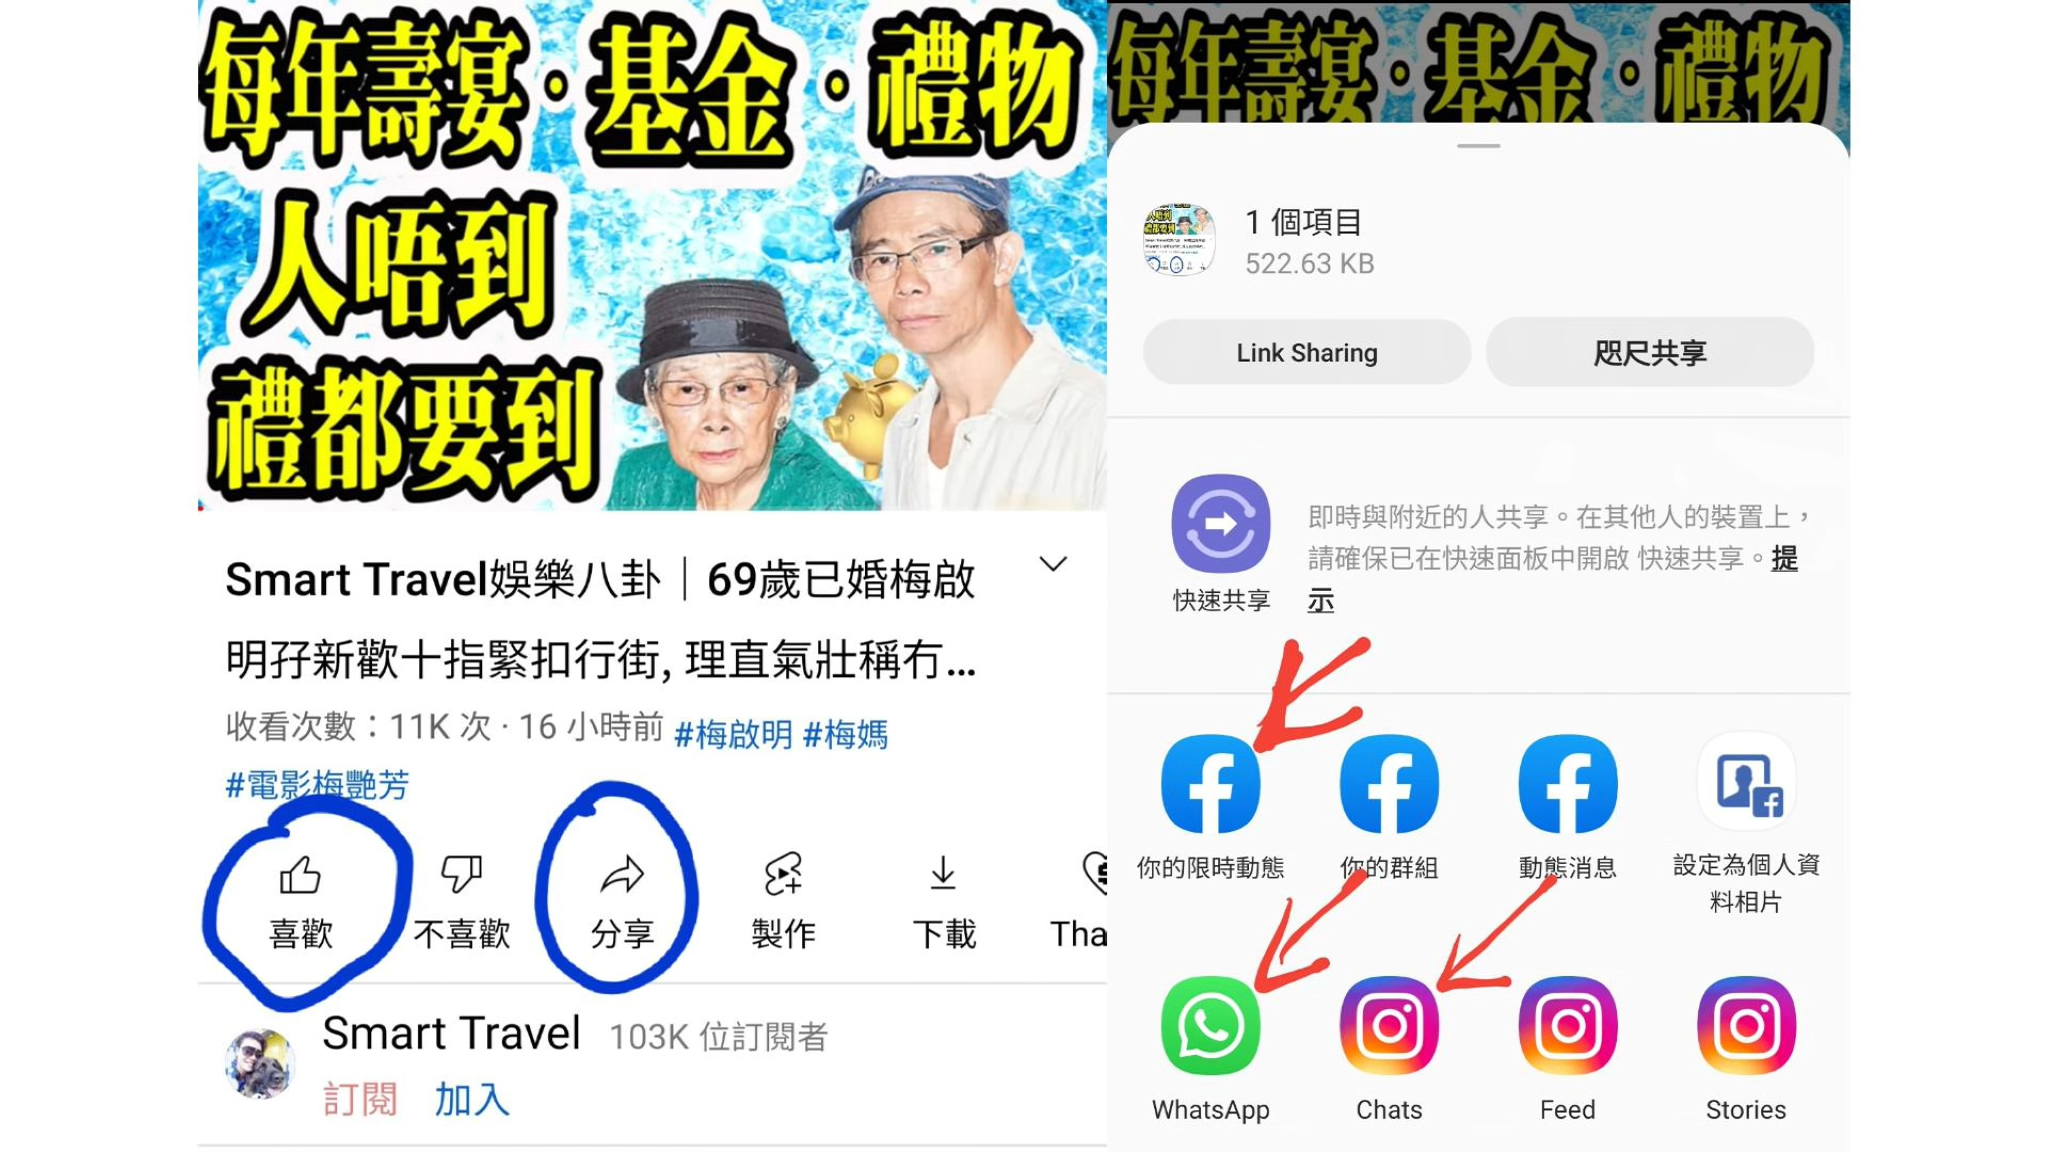 每年壽宴·基金·禮物
人唔到
禮都要到
Smart Travel娛樂八卦｜69歲已婚梅啟
明孖新歡十指緊扣行街, 理直氣壯稱冇...
收看次數：11K 次 · 16 小時前 #梅啟明 #梅媽
#電影梅艷芳
喜歡
不喜歡
分享
製作
下載
Tha
Smart Travel 103K 位訂閱者
訂閱 加入
每年壽宴·基金·禮物
1 個項目
522.63 KB
Link Sharing
咫尺共享
快速共享
即時與附近的人共享。在其他人的裝置上，
請確保已在快速面板中開啟 快速共享。提
示
你的限時動態
你的群組
動態消息
設定為個人資
料相片
WhatsApp
Chats
Feed
Stories